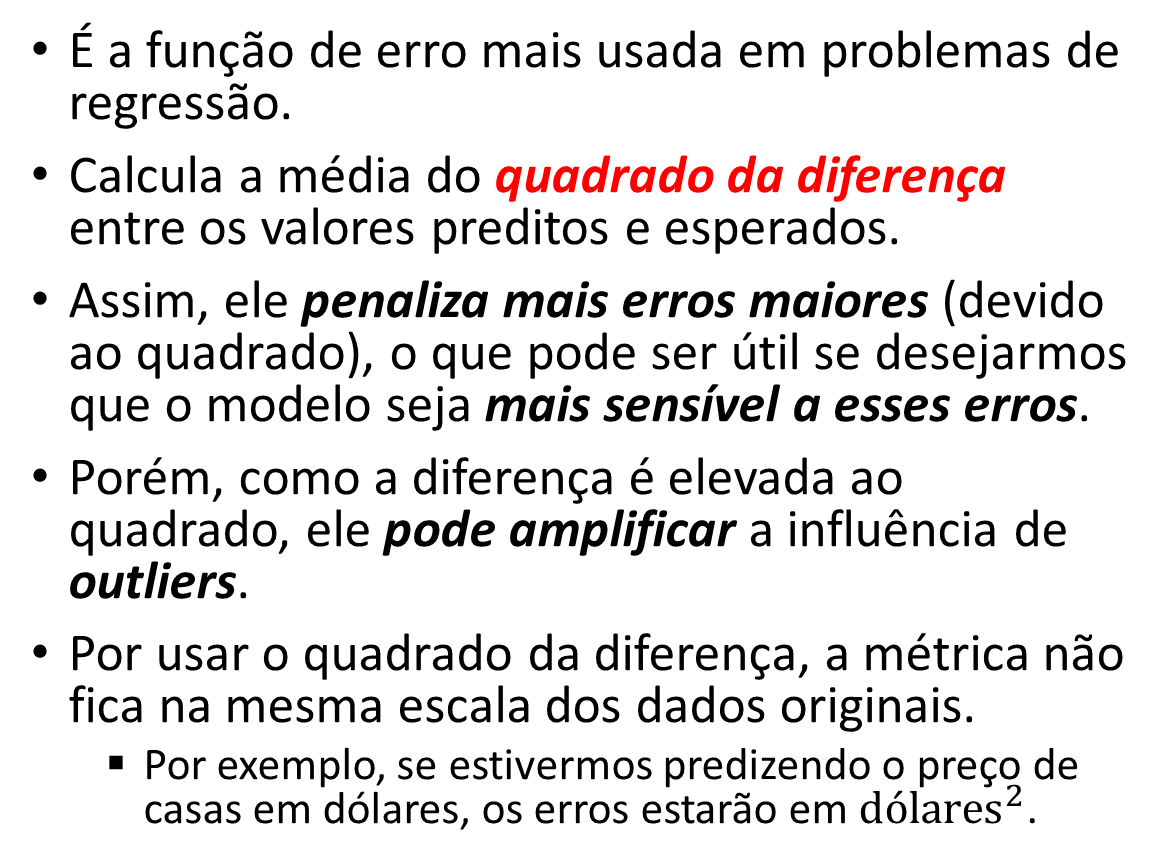 • É a função de erro mais usada em problemas de
regressão.
• Calcula a média do quadrado da diferença
entre os valores preditos e esperados.
• Assim, ele penaliza mais erros maiores (devido
ao quadrado), o que pode ser útil se desejarmos
que o modelo seja mais sensível a esses erros.
• Porém, como a diferença é elevada ao
quadrado, ele pode amplificar a influência de
outliers.
• Por usar o quadrado da diferença, a métrica não
fica na mesma escala dos dados originais.
▪ Por exemplo, se estivermos predizendo o preço de
casas em dólares, os erros estarão em dólares².